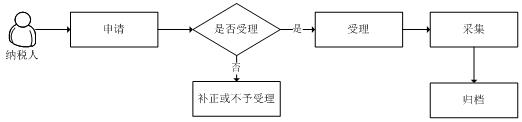 纳税人
申请
是否受理
是
受理
采集
否
补正或不予受理
归档